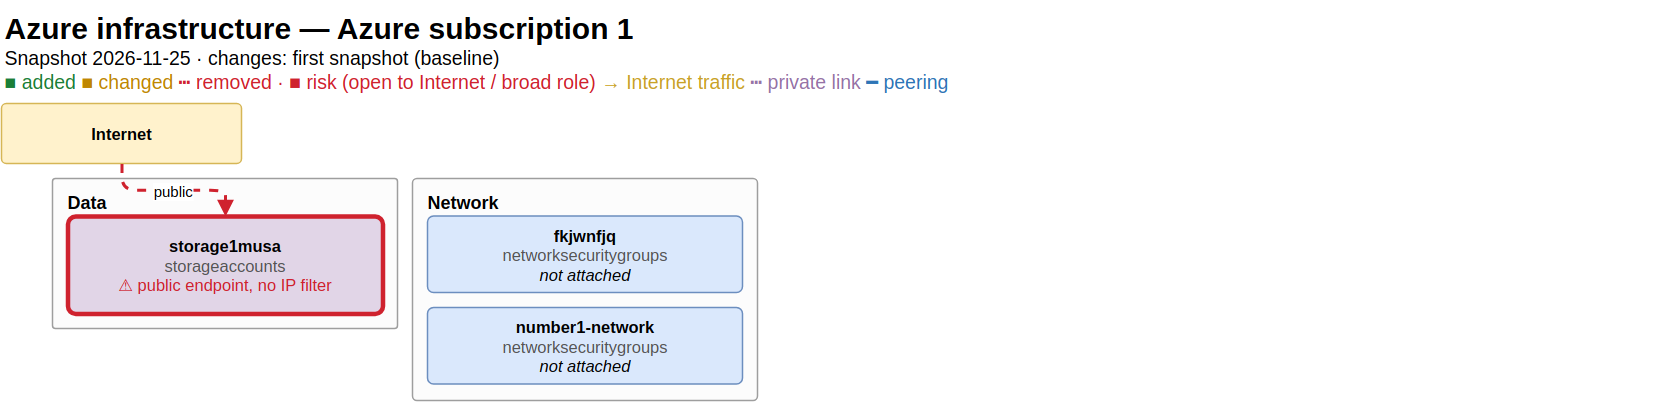 Azure infrastructure — Azure subscription 1
Snapshot 2026-11-25 · changes: first snapshot (baseline)
■ added ■ changed ┅ removed · ■ risk (open to Internet / broad role) → Internet traffic ┅ private link ━ peering
Internet
public
Data
storage1musa
storageaccounts
⚠ public endpoint, no IP filter
Network
fkjwnfjq
networksecuritygroups
not attached
number1-network
networksecuritygroups
not attached